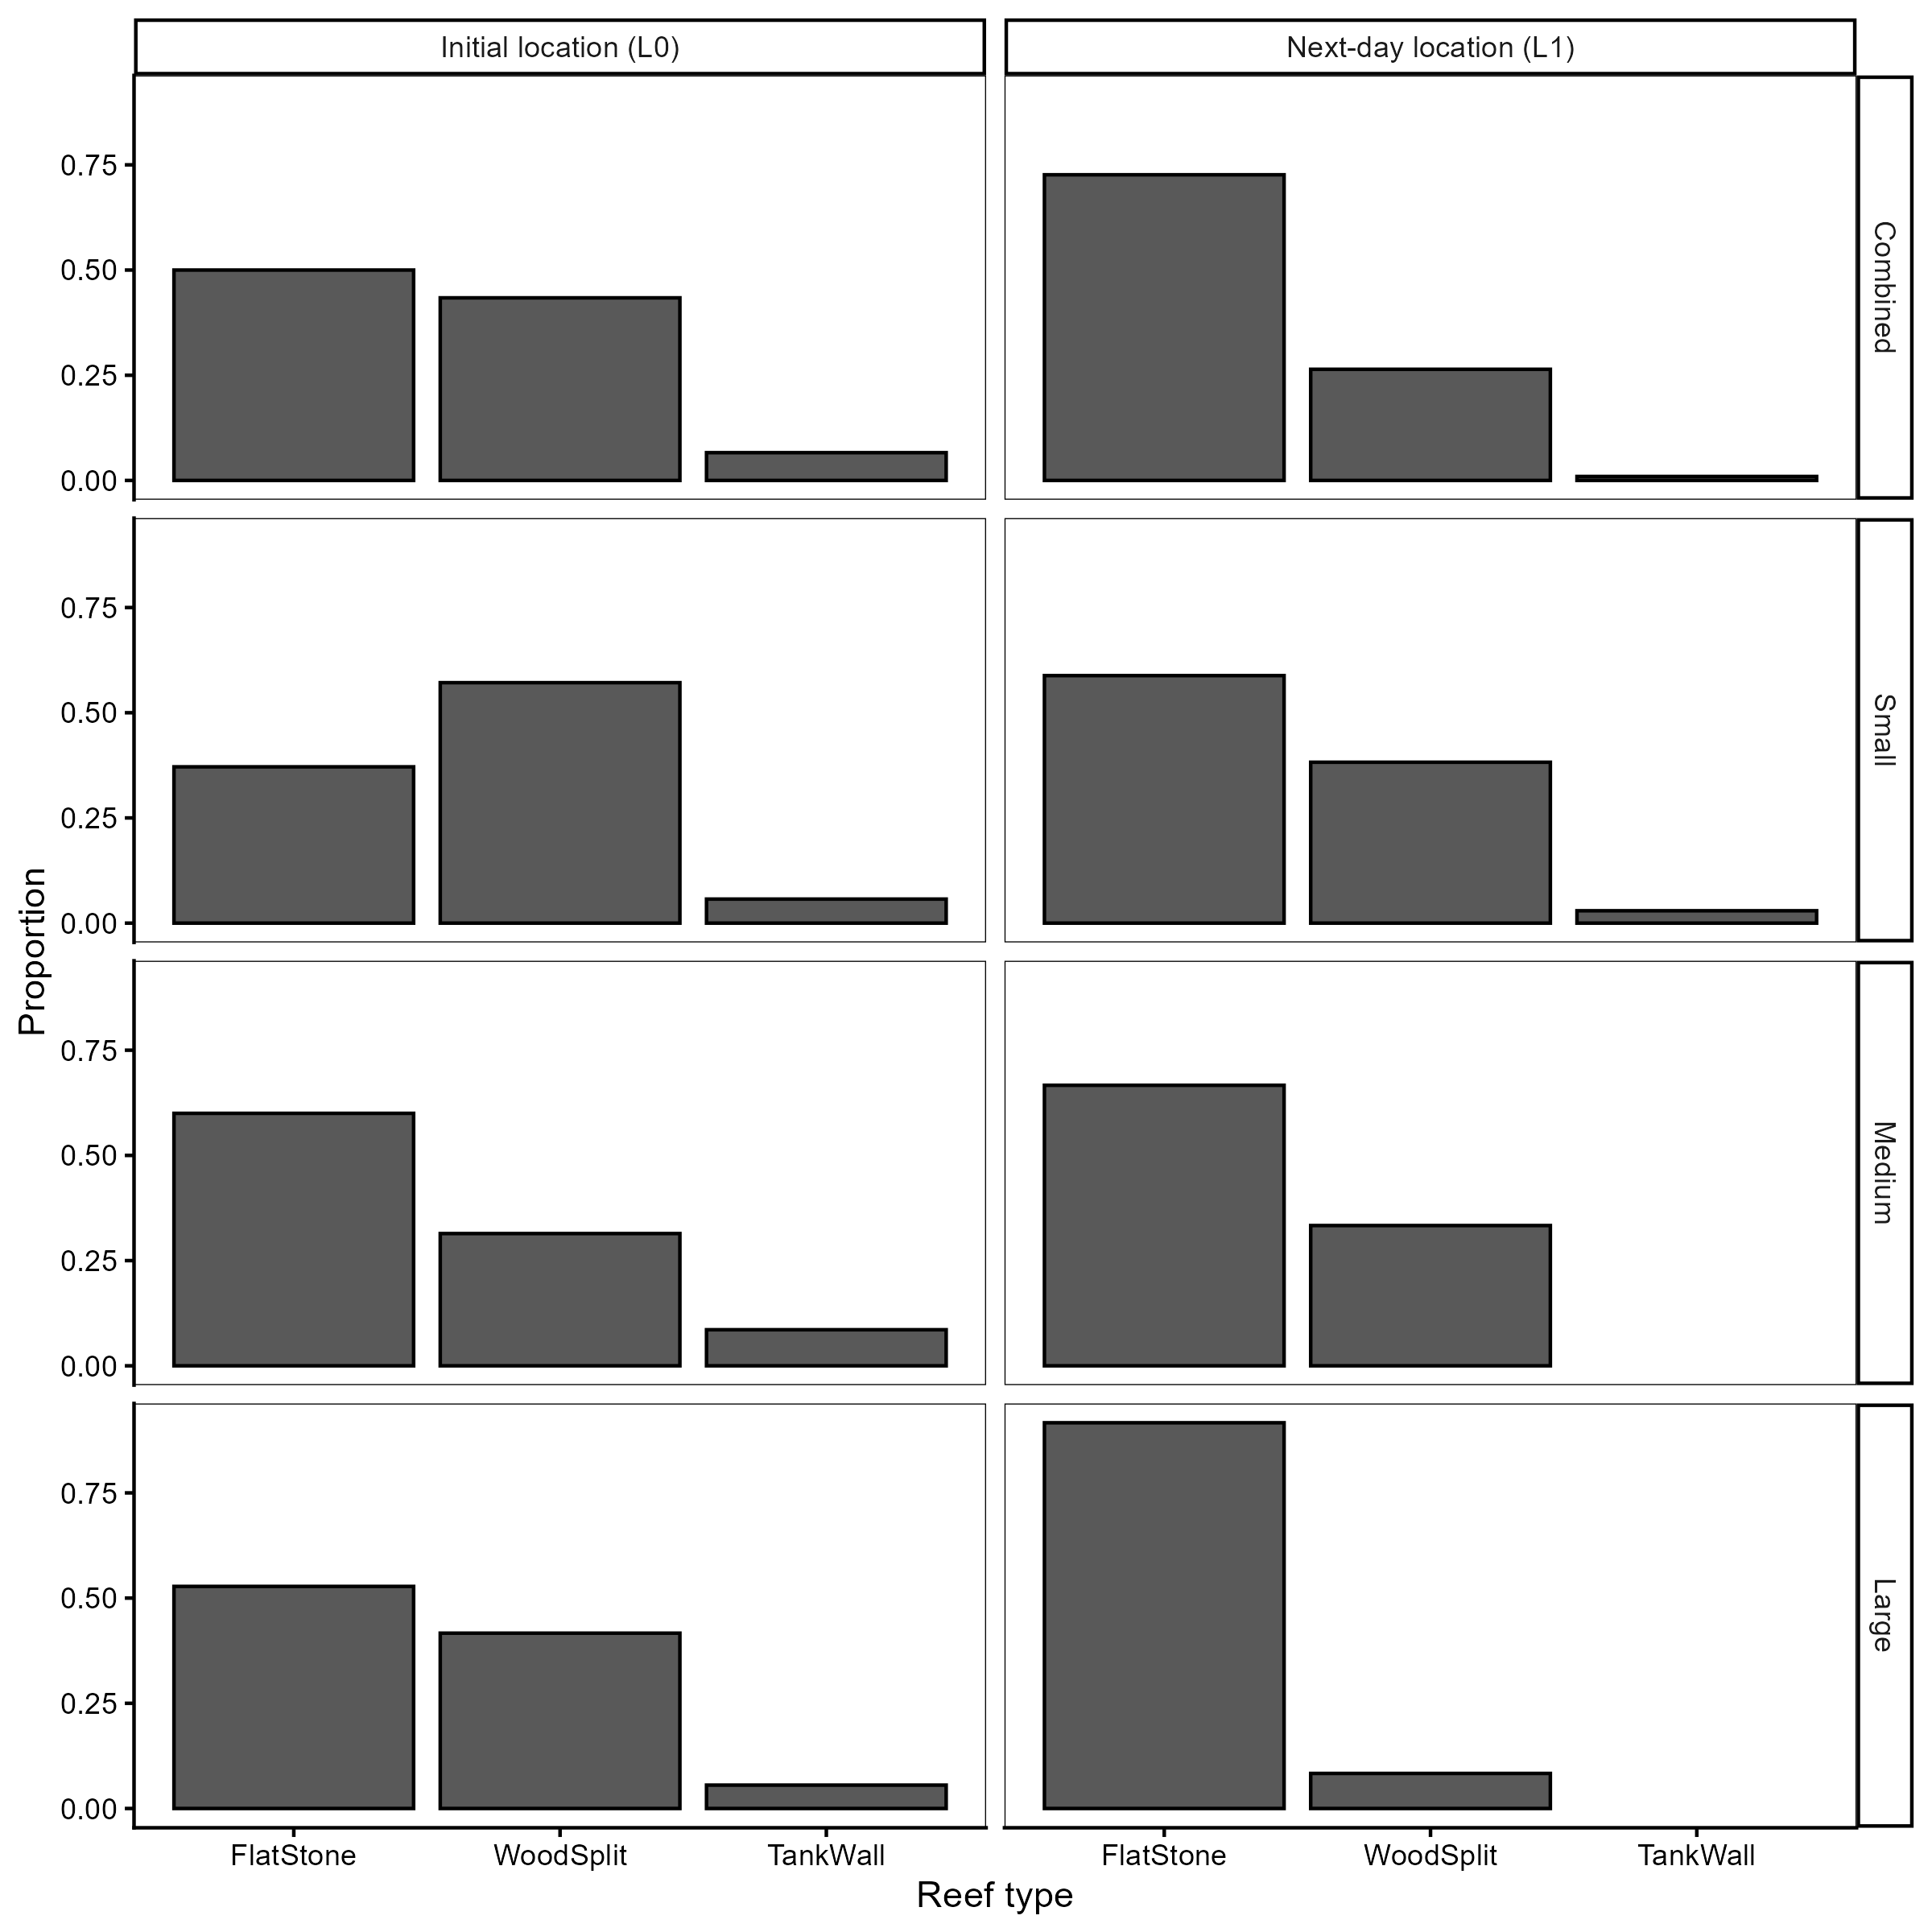 Initial location (L0)
Next-day location (L1)
0.75
0.50
0.25
0.00
Combined
0.75
0.50
0.25
0.00
Small
Proportion
0.75
0.50
0.25
0.00
Medium
0.75
0.50
0.25
0.00
Large
FlatStone
WoodSplit
TankWall
FlatStone
WoodSplit
TankWall
Reef type